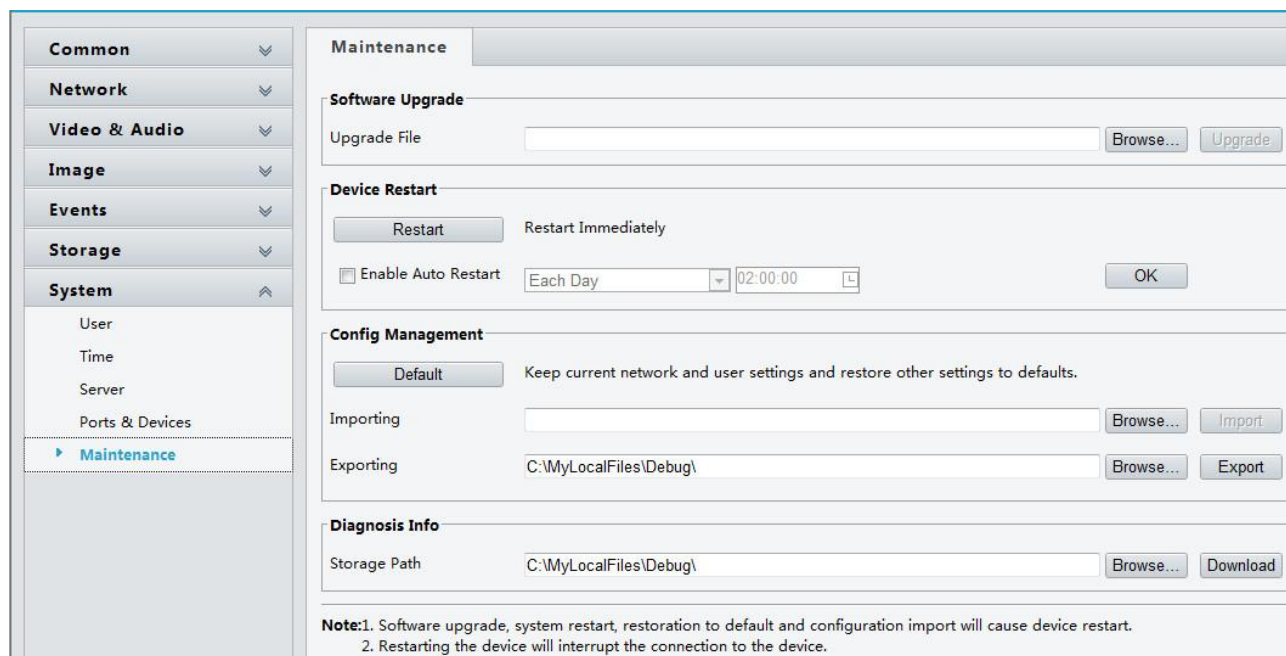 Common
Network
Video & Audio
Image
Events
Storage
System
User
Time
Server
Ports & Devices
Maintenance
Maintenance
Software Upgrade
Upgrade File Browse... Upgrade
Device Restart
Restart Restart Immediately
Enable Auto Restart Each Day 02:00:00 OK
Config Management
Default Keep current network and user settings and restore other settings to defaults.
Importing Browse... Import
Exporting C:\MyLocalFiles\Debug\ Browse... Export
Diagnosis Info
Storage Path C:\MyLocalFiles\Debug\ Browse... Download
Note:1. Software upgrade, system restart, restoration to default and configuration import will cause device restart.
2. Restarting the device will interrupt the connection to the device.